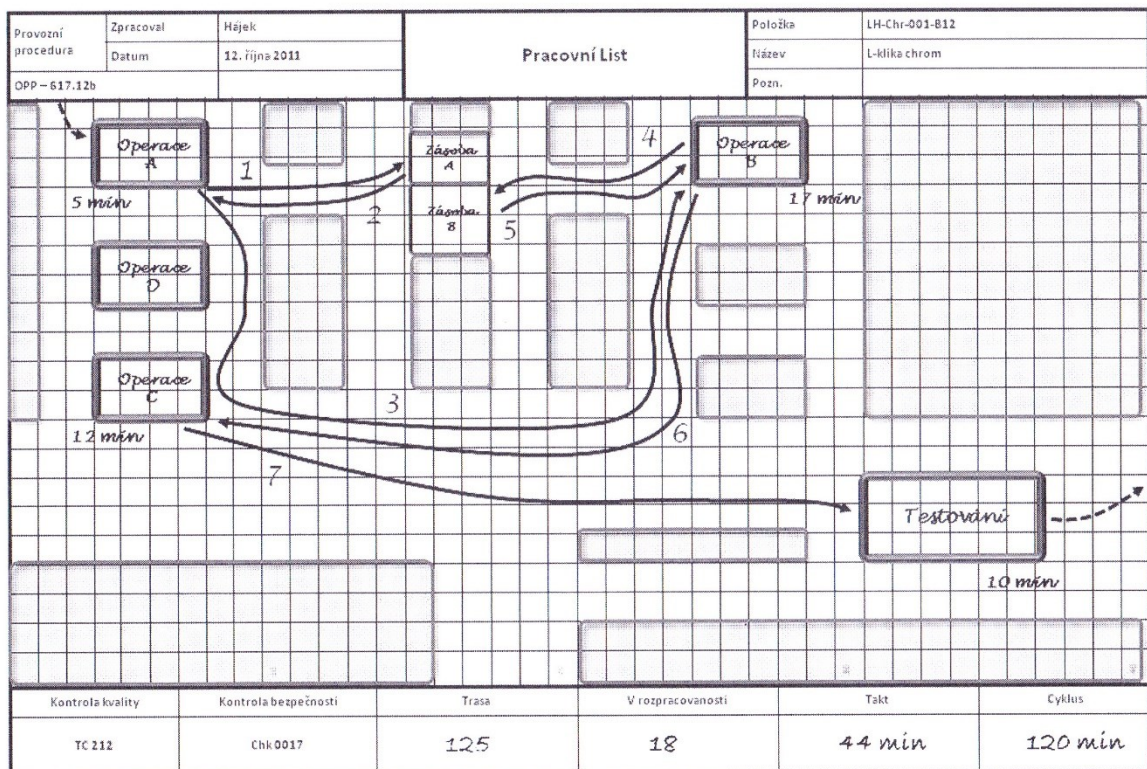 Provozní procedura
Zpracoval
Hájek
Datum
12. října 2011
OPP – 617.12b
Pracovní List
Položka
LH-Chr-001-B12
Název
L-klika chrom
Pozn.
Operace
A
5 min
1
2
Zásoba
A
Zásoba
B
4
5
Operace
B
17 min
Operace
D
Operace
C
12 min
3
6
7
Testování
10 min
Kontrola kvality
Kontrola bezpečnosti
Trasa
V rozpracovanosti
Takt
Cyklus
TC 212
Chk 0017
125
18
44 min
120 min